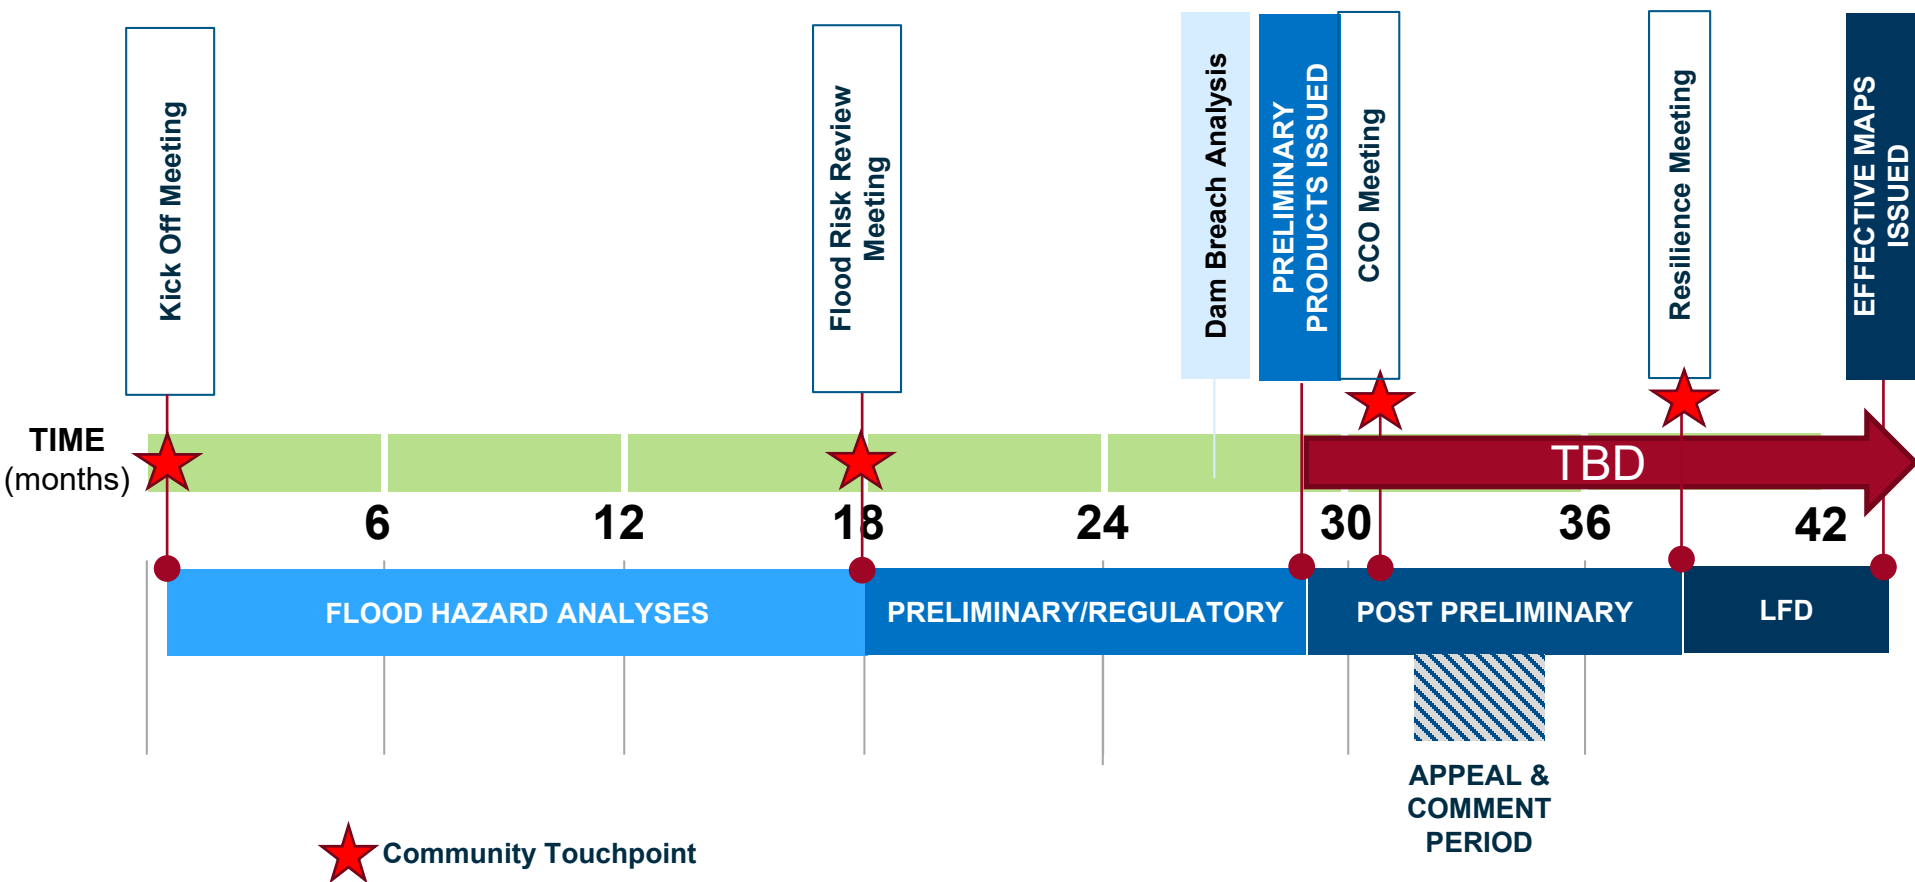 Kick Off Meeting
Flood Risk Review
Meeting
Dam Breach Analysis
PRELIMINARY
PRODUCTS ISSUED
CCO Meeting
Resilience Meeting
EFFECTIVE MAPS
ISSUED
TIME
(months)
TBD
6
12
18
24
30
36
42
FLOOD HAZARD ANALYSES
PRELIMINARY/REGULATORY
POST PRELIMINARY
LFD
APPEAL &
COMMENT
PERIOD
Community Touchpoint